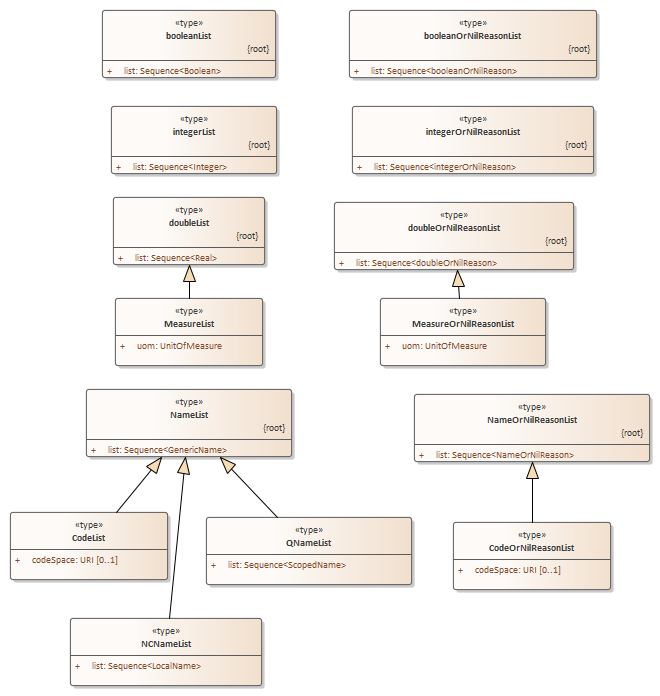 «type»
booleanList
{root}
+ list: Sequence<Boolean>
«type»
booleanOrNilReasonList
{root}
+ list: Sequence<booleanOrNilReason>
«type»
integerList
{root}
+ list: Sequence<Integer>
«type»
integerOrNilReasonList
{root}
+ list: Sequence<integerOrNilReason>
«type»
doubleList
{root}
+ list: Sequence<Real>
«type»
doubleOrNilReasonList
{root}
+ list: Sequence<doubleOrNilReason>
«type»
MeasureList
+ uom: UnitOfMeasure
«type»
MeasureOrNilReasonList
+ uom: UnitOfMeasure
«type»
NameList
{root}
+ list: Sequence<GenericName>
«type»
NameOrNilReasonList
{root}
+ list: Sequence<NameOrNilReason>
«type»
CodeList
+ codeSpace: URI [0..1]
«type»
QNameList
+ list: Sequence<ScopedName>
«type»
CodeOrNilReasonList
+ codeSpace: URI [0..1]
«type»
NCNameList
+ list: Sequence<LocalName>